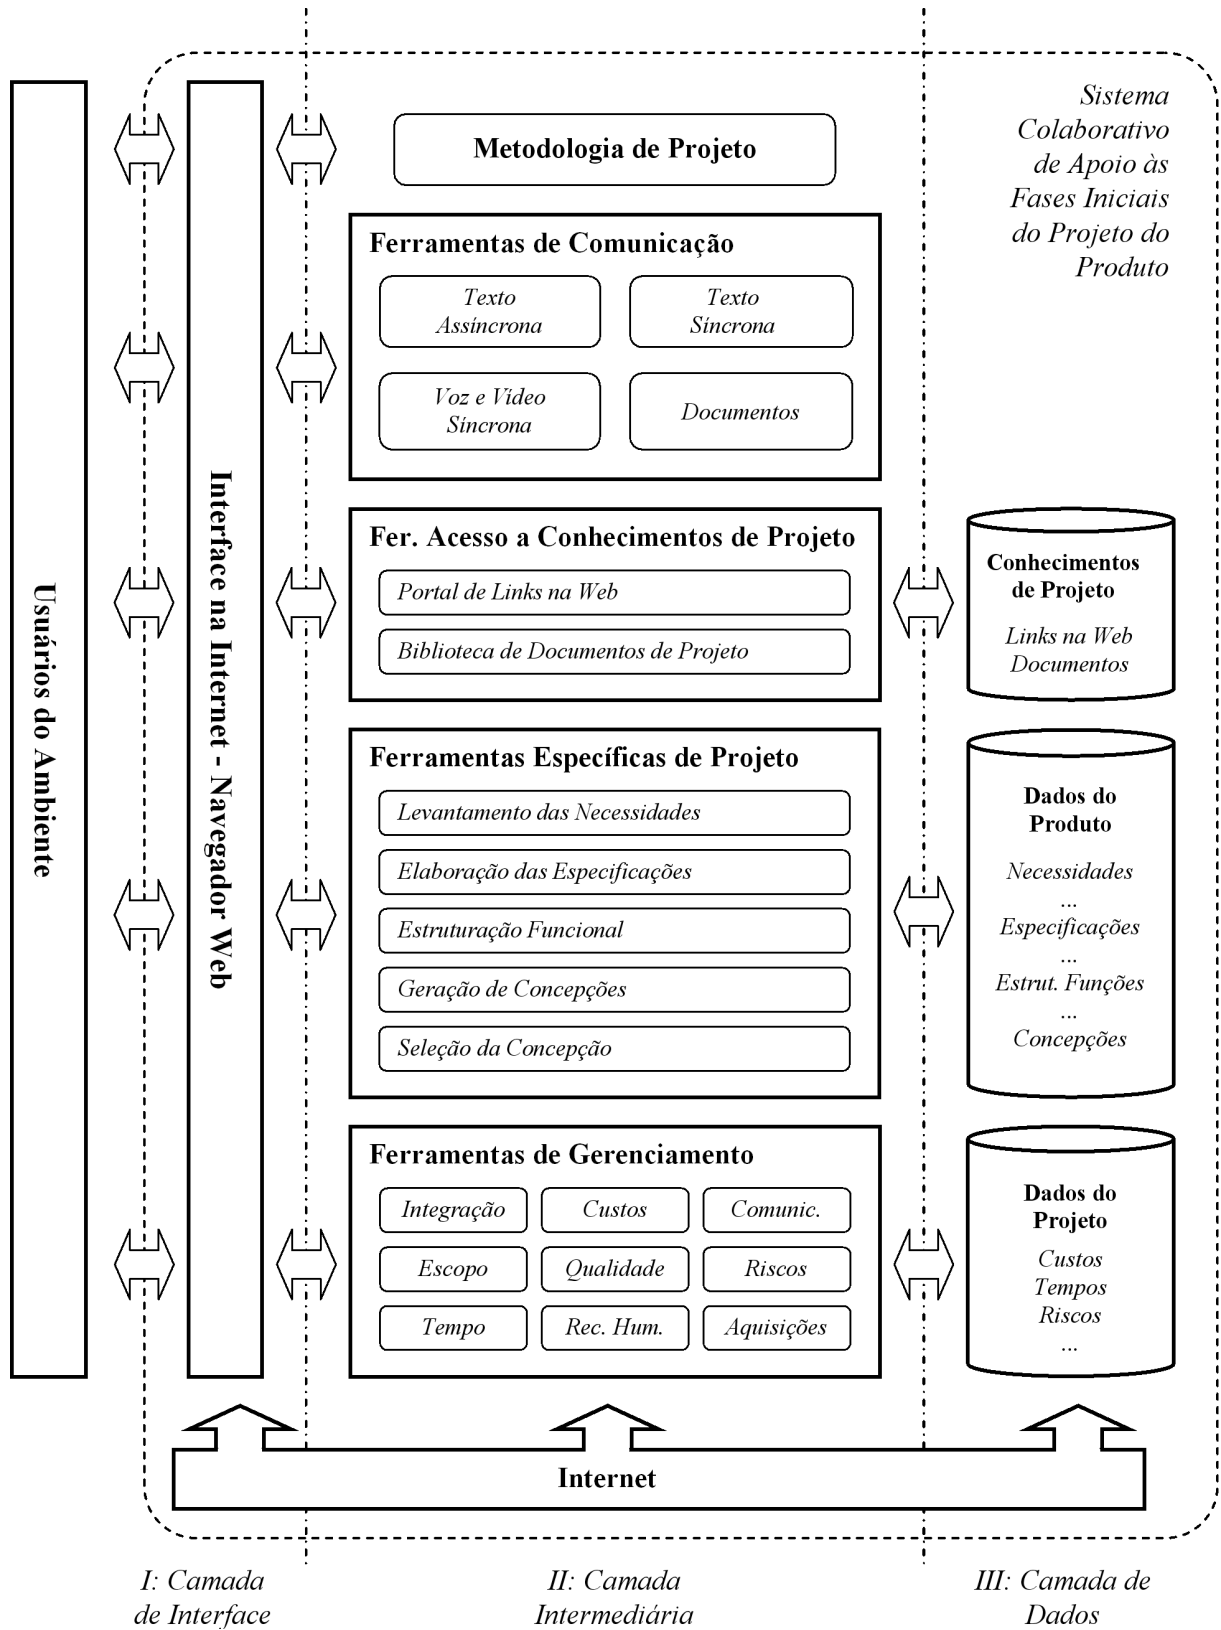 Sistema
Colaborativo
de Apoio às
Fases Iniciais
do Projeto do
Produto
Usuários do Ambiente
Interface na Internet - Navegador Web
Metodologia de Projeto
Ferramentas de Comunicação
Texto
Assíncrona
Texto
Síncrona
Voz e Vídeo
Síncrona
Documentos
Fer. Acesso a Conhecimentos de Projeto
Portal de Links na Web
Biblioteca de Documentos de Projeto
Conhecimentos
de Projeto
Links na Web
Documentos
Ferramentas Específicas de Projeto
Levantamento das Necessidades
Elaboração das Especificações
Estruturação Funcional
Geração de Concepções
Seleção da Concepção
Dados do
Produto
Necessidades
...
Especificações
...
Estrut. Funções
...
Concepções
Ferramentas de Gerenciamento
Integração
Custos
Comunic.
Escopo
Qualidade
Riscos
Tempo
Rec. Hum.
Aquisições
Dados do
Projeto
Custos
Tempos
Riscos
...
Internet
I: Camada
de Interface
II: Camada
Intermediária
III: Camada de
Dados